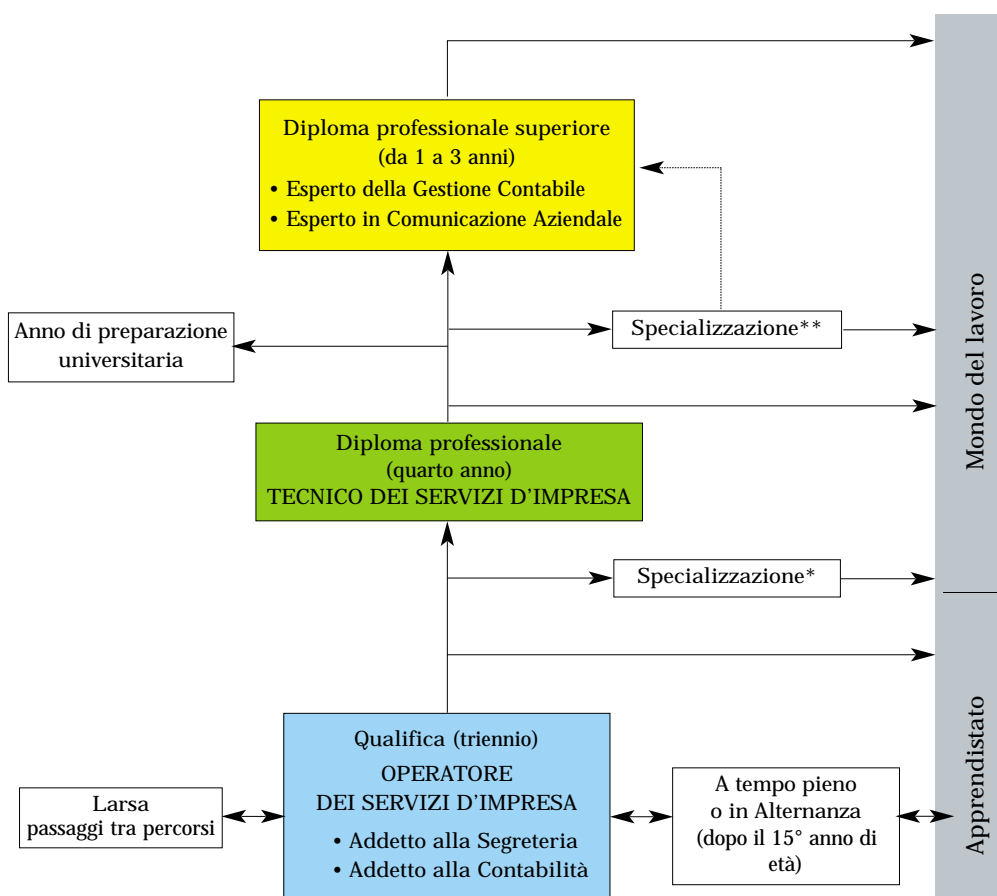 Diploma professionale superiore
(da 1 a 3 anni)
• Esperto della Gestione Contabile
• Esperto in Comunicazione Aziendale
Anno di preparazione
universitaria
Specializzazione**
Mondo del lavoro
Diploma professionale
(quarto anno)
TECNICO DEI SERVIZI D'IMPRESA
Specializzazione*
Qualifica (triennio)
OPERATORE
DEI SERVIZI D'IMPRESA
• Addetto alla Segreteria
• Addetto alla Contabilità
Larsa
passaggi tra percorsi
A tempo pieno
o in Alternanza
(dopo il 15° anno di
età)
Apprendistato